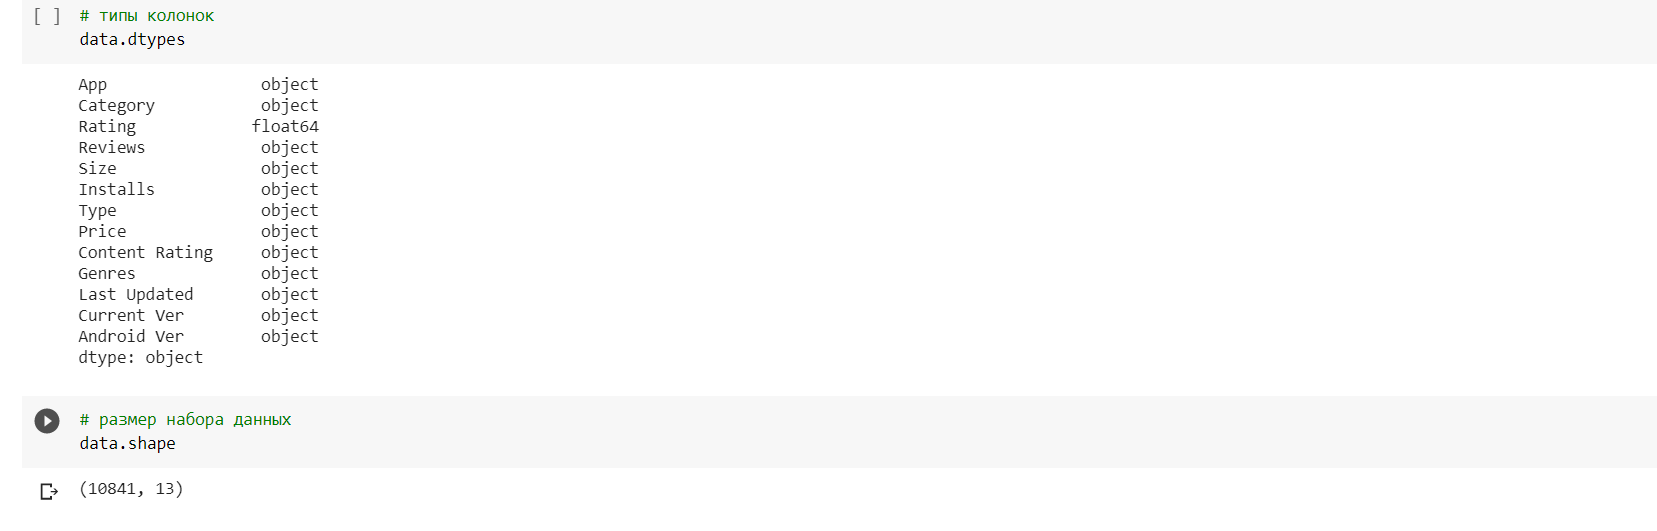 [ ] # типы колонок
data.dtypes
App object
Category object
Rating float64
Reviews object
Size object
Installs object
Type object
Price object
Content Rating object
Genres object
Last Updated object
Current Ver object
Android Ver object
dtype: object
# размер набора данных
data.shape
(10841, 13)